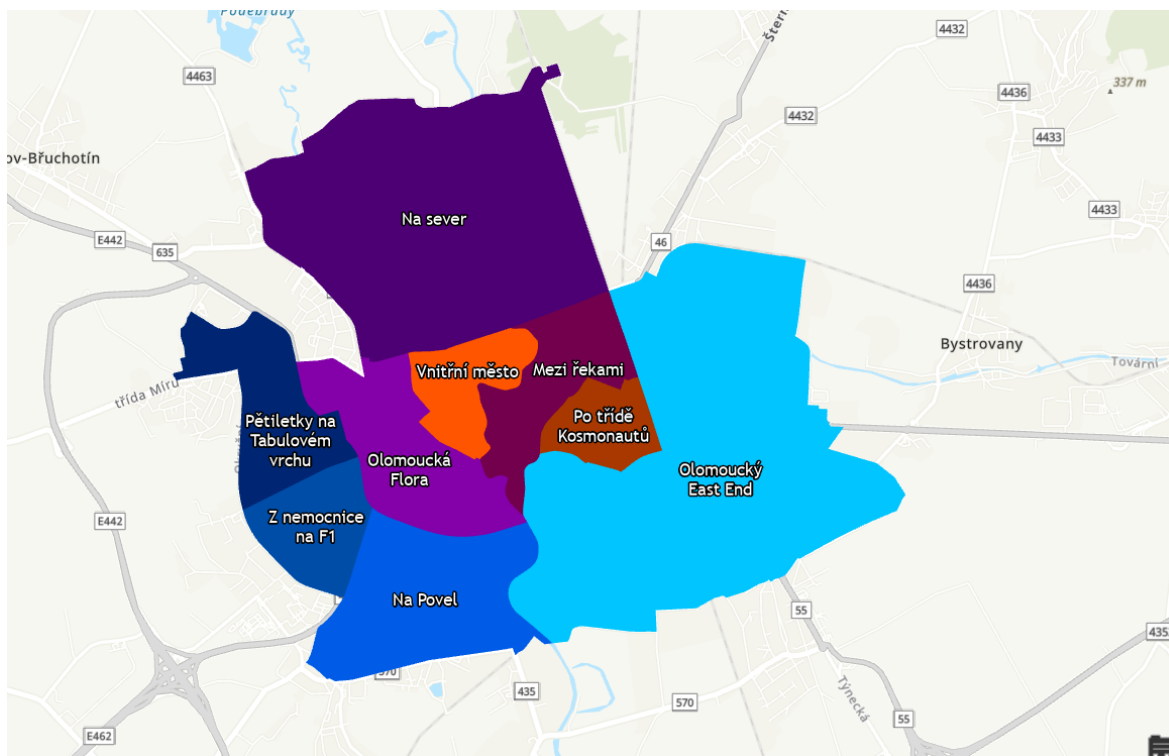 Poděbrady
4463
Štern
4432
337 m
4436
4432
4433
ov-Břuchotín
4433
Na sever
E442
46
635
4436
Bystrovany
Tovární
třída Míru
Vnitřní město
Mezi řekami
Pětiletky na
Tabulovém
vrchu
Po třídě
Kosmonautů
Olomoucká
Flora
Olomoucký
East End
Z nemocnice
na F1
E442
Na Povel
55
435
570
435
570
Týnecká
55
E462